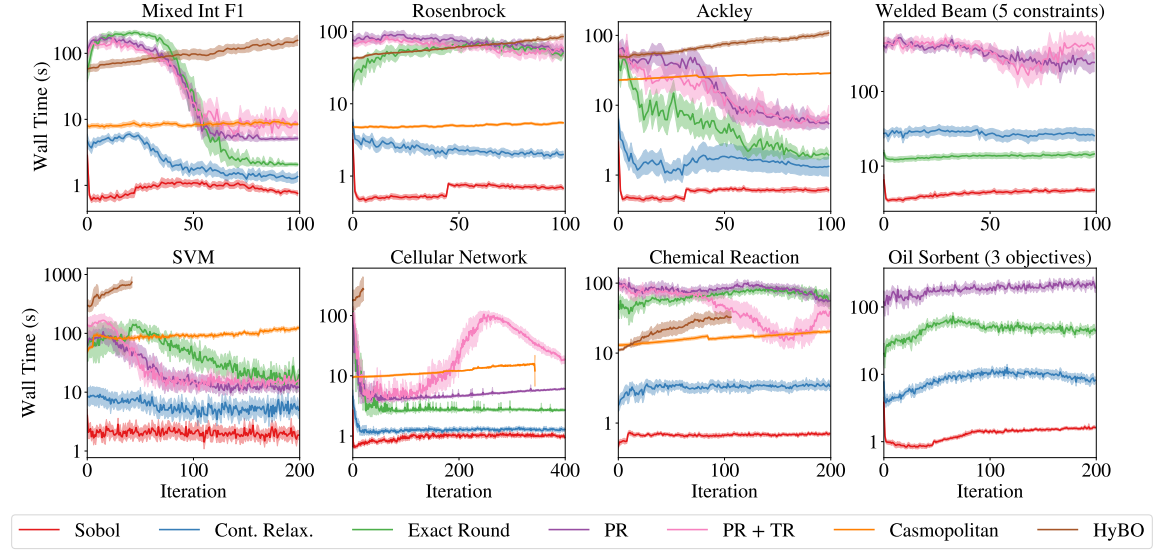 Mixed Int F1
Rosenbrock
Ackley
Welded Beam (5 constraints)
Wall Time (s)
100
10
1
0
50
100
100
10
1
0
50
100
100
10
1
0
50
100
100
10
0
50
100
SVM
Cellular Network
Chemical Reaction
Oil Sorbent (3 objectives)
Wall Time (s)
1000
100
10
1
0
100
200
Iteration
100
10
1
0
200
400
Iteration
100
10
1
0
100
200
Iteration
100
10
1
0
100
200
Iteration
Sobol
Cont. Relax.
Exact Round
PR
PR + TR
Casmopolitan
HyBO